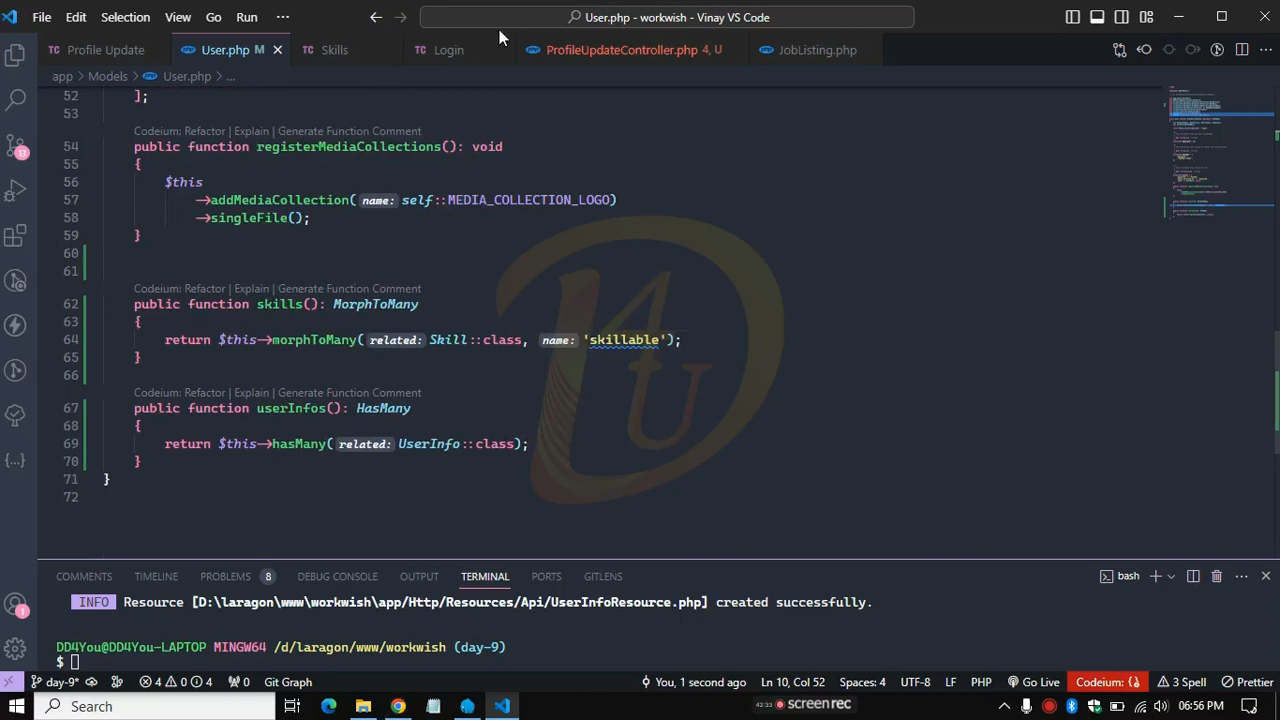 File Edit Selection View Go Run ··· User.php - workwish - Vinay VS Code
Profile Update User.php M Skills Login ProfileUpdateController.php 4, U JobListing.php
app > Models > User.php > ...
52 ];
53
Codeium: Refactor | Explain | Generate Function Comment
54 public function registerMediaCollections(): void
55 {
56 $this
57 ->addMediaCollection( name: self::MEDIA_COLLECTION_LOGO)
58 ->singleFile();
59 }
60
61
Codeium: Refactor | Explain | Generate Function Comment
62 public function skills(): MorphToMany
63 {
64 return $this->morphToMany( related: Skill::class, name: 'skillable');
65 }
66
Codeium: Refactor | Explain | Generate Function Comment
67 public function userInfos(): HasMany
68 {
69 return $this->hasMany( related: UserInfo::class);
70 }
71 }
72
COMMENTS TIMELINE PROBLEMS 8 DEBUG CONSOLE OUTPUT TERMINAL PORTS GITLENS bash
INFO Resource [D:\laragon\www\workwish\app/Http/Resources/Api/UserInfoResource.php] created successfully.
DD4You@DD4You-LAPTOP MINGW64 /d/laragon/www/workwish (day-9)
$
13
1
D4U
day-9* 4 0 4 0 Git Graph You, 1 second ago Ln 10, Col 52 Spaces: 4 UTF-8 LF PHP Go Live Codeium: {} 3 Spell Prettier
Search 42:33 screen rec 06:56 PM